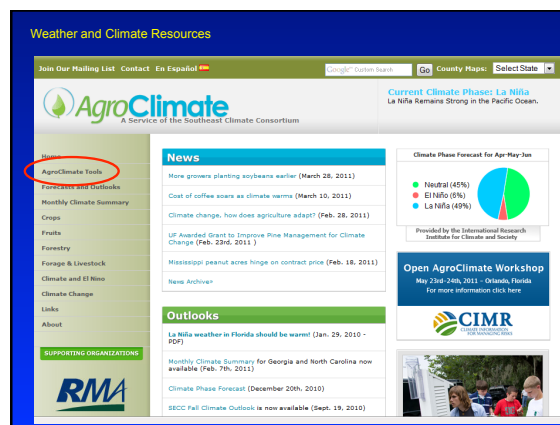 Weather and Climate Resources
Join Our Mailing List Contact En Español
Google™ Custom Search Go County Maps: Select State
AgroClimate
A Service of the Southeast Climate Consortium
Current Climate Phase: La Niña
La Niña Remains Strong in the Pacific Ocean.
Home
AgroClimate Tools
Forecasts and Outlooks
Monthly Climate Summary
Crops
Fruits
Forestry
Forage & Livestock
Climate and El Nino
Climate Change
Links
About
SUPPORTING ORGANIZATIONS
RMA
News
More growers planting soybeans earlier (March 28, 2011)
Cost of coffee soars as climate warms (March 10, 2011)
Climate change, how does agriculture adapt? (Feb. 28, 2011)
UF Awarded Grant to Improve Pine Management for Climate
Change (Feb. 23rd, 2011 )
Mississippi peanut acres hinge on contract price (Feb. 18, 2011)
News Archive»
Outlooks
La Niña weather in Florida should be warm! (Jan. 29, 2010 -
PDF)
Monthly Climate Summary for Georgia and North Carolina now
available (Feb. 7th, 2011)
Climate Phase Forecast (December 20th, 2010)
SECC Fall Climate Outlook is now available (Sept. 19, 2010)
Climate Phase Forecast for Apr-May-Jun
Neutral (45%)
El Niño (6%)
La Niña (49%)
Provided by the International Research
Institute for Climate and Society
Open AgroClimate Workshop
May 23rd-24th, 2011 - Orlando, Florida
For more information click here
CIMR
CLIMATE INFORMATION
FOR MANAGING RISKS